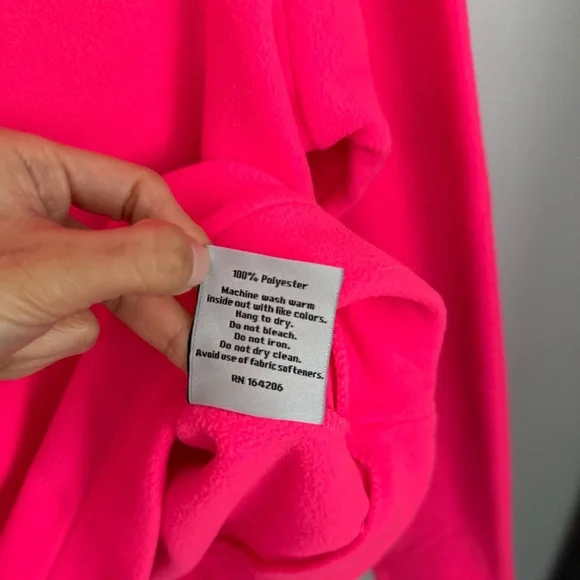 100% Polyester
Machine wash warm
inside out with like colors.
Hang to dry.
Do not bleach.
Do not iron.
Do not dry clean.
Avoid use of fabric softeners.
RN 164206